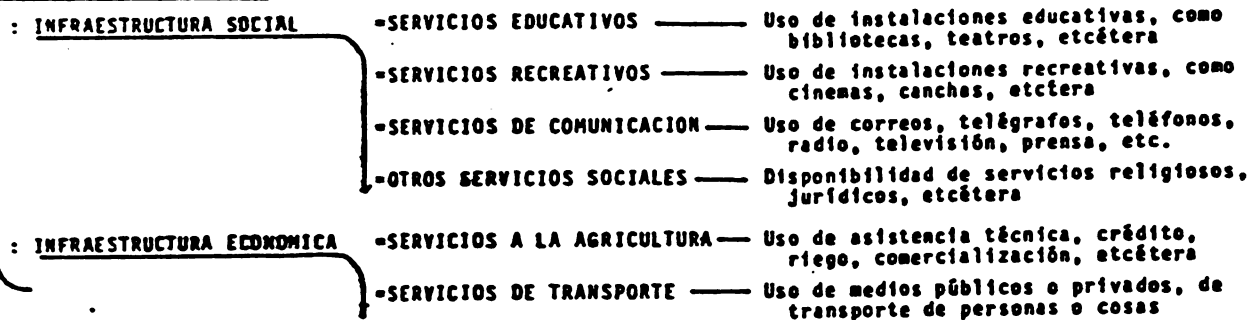 : INFRAESTRUCTURA SOCIAL =SERVICIOS EDUCATIVOS Uso de instalaciones educativas, como
bibliotecas, teatros, etcétera
=SERVICIOS RECREATIVOS Uso de instalaciones recreativas, como
cinemas, canchas, etctera
=SERVICIOS DE COMUNICACION Uso de correos, telégrafos, teléfonos,
radio, televisión, prensa, etc.
=OTROS SERVICIOS SOCIALES Disponibilidad de servicios religiosos,
jurídicos, etcétera
: INFRAESTRUCTURA ECONOMICA =SERVICIOS A LA AGRICULTURA Uso de asistencia técnica, crédito,
riego, comercialización, etcétera
=SERVICIOS DE TRANSPORTE Uso de medios públicos o privados, de
transporte de personas o cosas